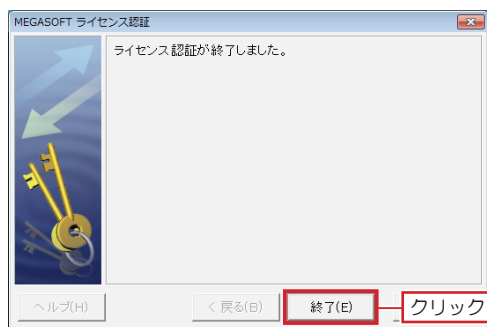 MEGASOFT ライセンス認証
ライセンス認証が終了しました。
ヘルプ(H)
< 戻る(B)
終了(E)
クリック